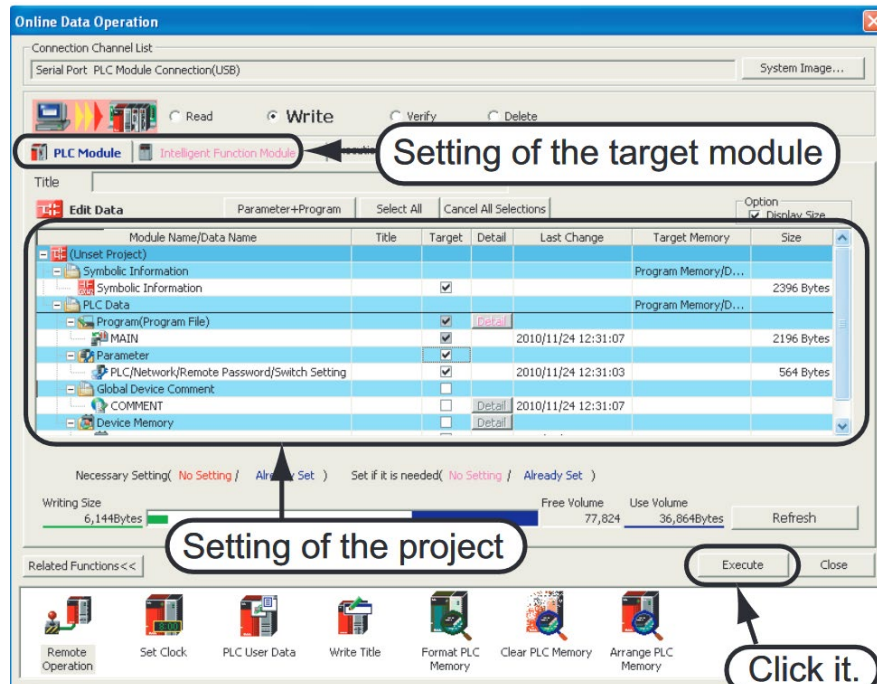 Online Data Operation
Connection Channel List
Serial Port PLC Module Connection(USB)
System Image...
Read
Write
Verify
Delete
PLC Module
Intelligent Function Module
Setting of the target module
Title
Edit Data
Parameter+Program
Select All
Cancel All Selections
Option
Display Size
Module Name/Data Name Title Target Detail Last Change Target Memory Size
(Unset Project)
Symbolic Information Program Memory/D...
Symbolic Information 2396 Bytes
PLC Data Program Memory/D...
Program(Program File) Detail
MAIN 2010/11/24 12:31:07 2196 Bytes
Parameter
PLC/Network/Remote Password/Switch Setting 2010/11/24 12:31:03 564 Bytes
Global Device Comment
COMMENT Detail 2010/11/24 12:31:07
Device Memory Detail
Necessary Setting( No Setting / Already Set ) Set if it is needed( No Setting / Already Set )
Writing Size
6,144Bytes
Free Volume
77,824
Use Volume
36,864Bytes
Refresh
Setting of the project
Related Functions<<
Execute
Close
Remote Operation
Set Clock
PLC User Data
Write Title
Format PLC Memory
Clear PLC Memory
Arrange PLC Memory
Click it.